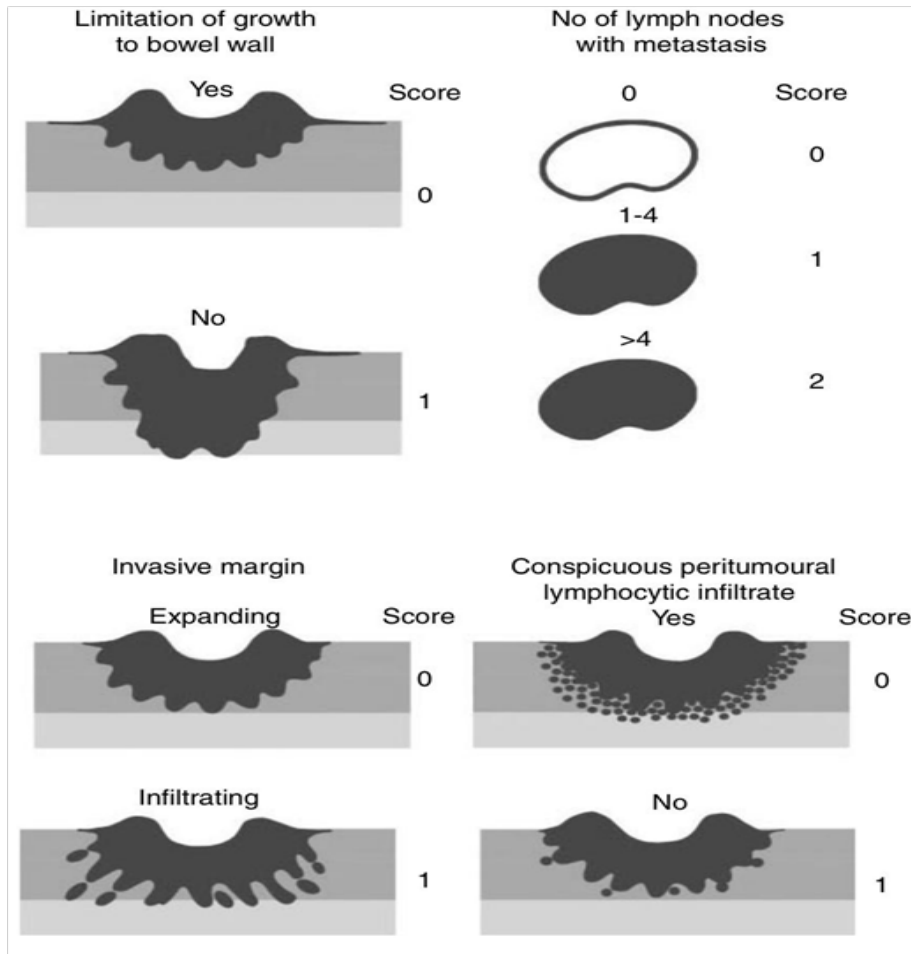 Limitation of growth
to bowel wall
Yes
Score
0
No
1
No of lymph nodes
with metastasis
0
Score
0
1-4
1
>4
2
Invasive margin
Expanding
Score
0
Infiltrating
1
Conspicuous peritumoural
lymphocytic infiltrate
Yes
Score
0
No
1